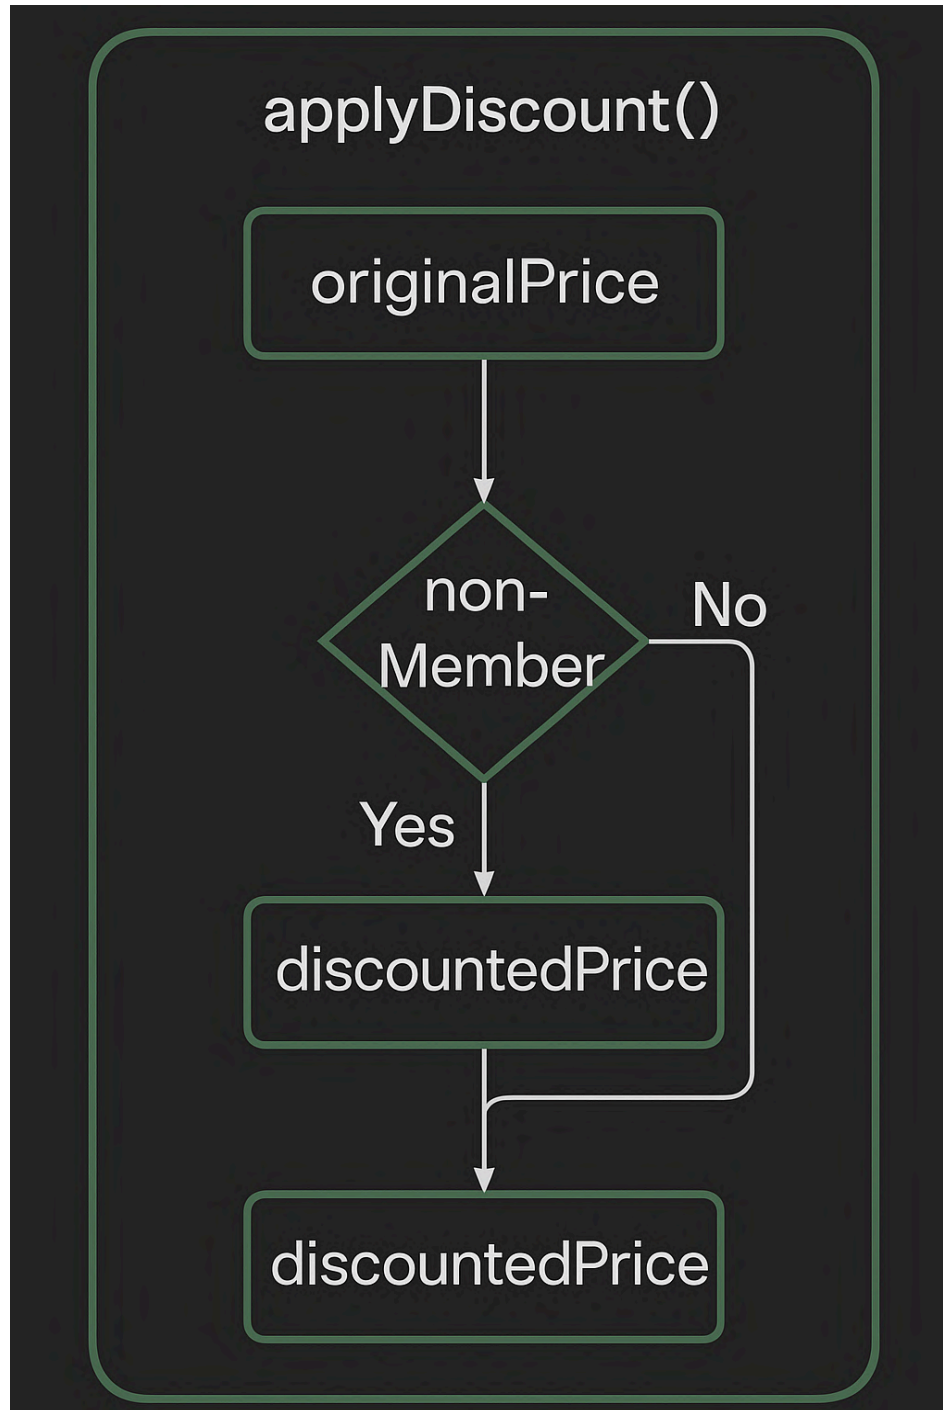 applyDiscount()
originalPrice
non-
Member
No
Yes
discountedPrice
discountedPrice